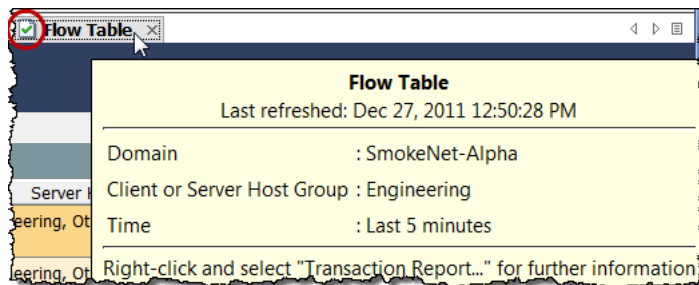 Flow Table
Flow Table
Last refreshed: Dec 27, 2011 12:50:28 PM
Domain : SmokeNet-Alpha
Server
Client or Server Host Group : Engineering
eering, Ot
Time : Last 5 minutes
eering, Ot
Right-click and select "Transaction Report..." for further information